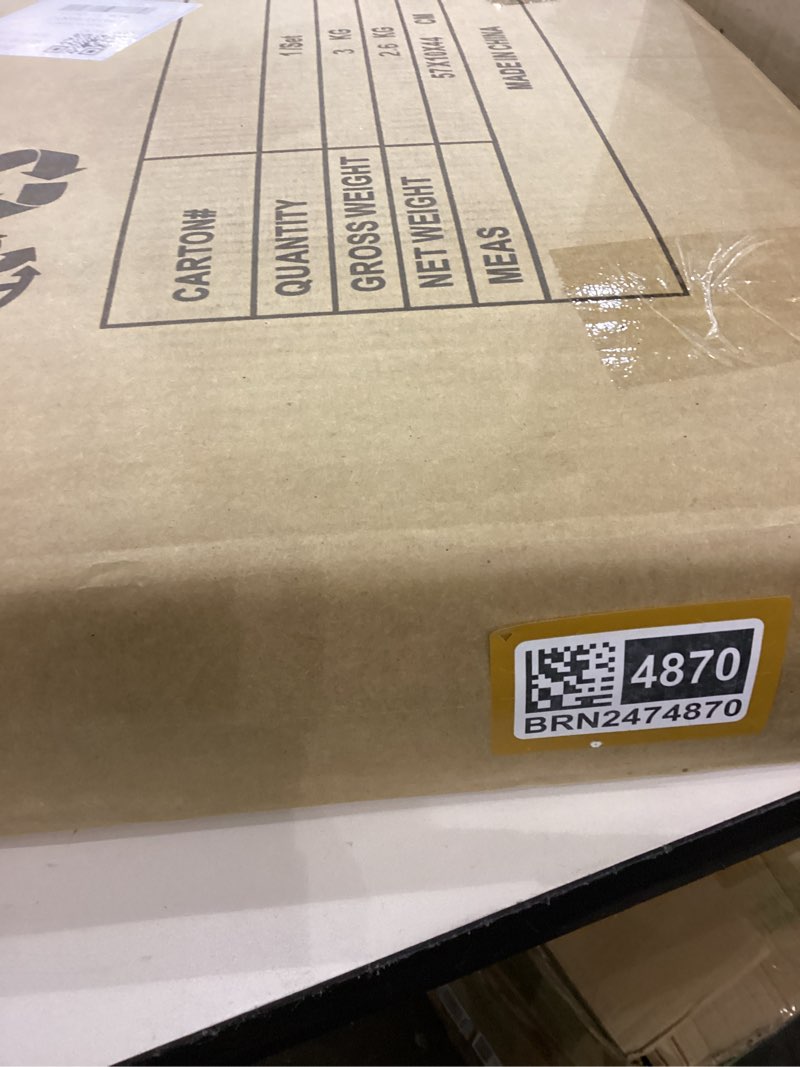 CARTON#
QUANTITY 1/Set
GROSS WEIGHT 3 KG
NET WEIGHT 2.6 KG
MEAS 57X10X44 CM
MADE IN CHINA
4870
BRN2474870